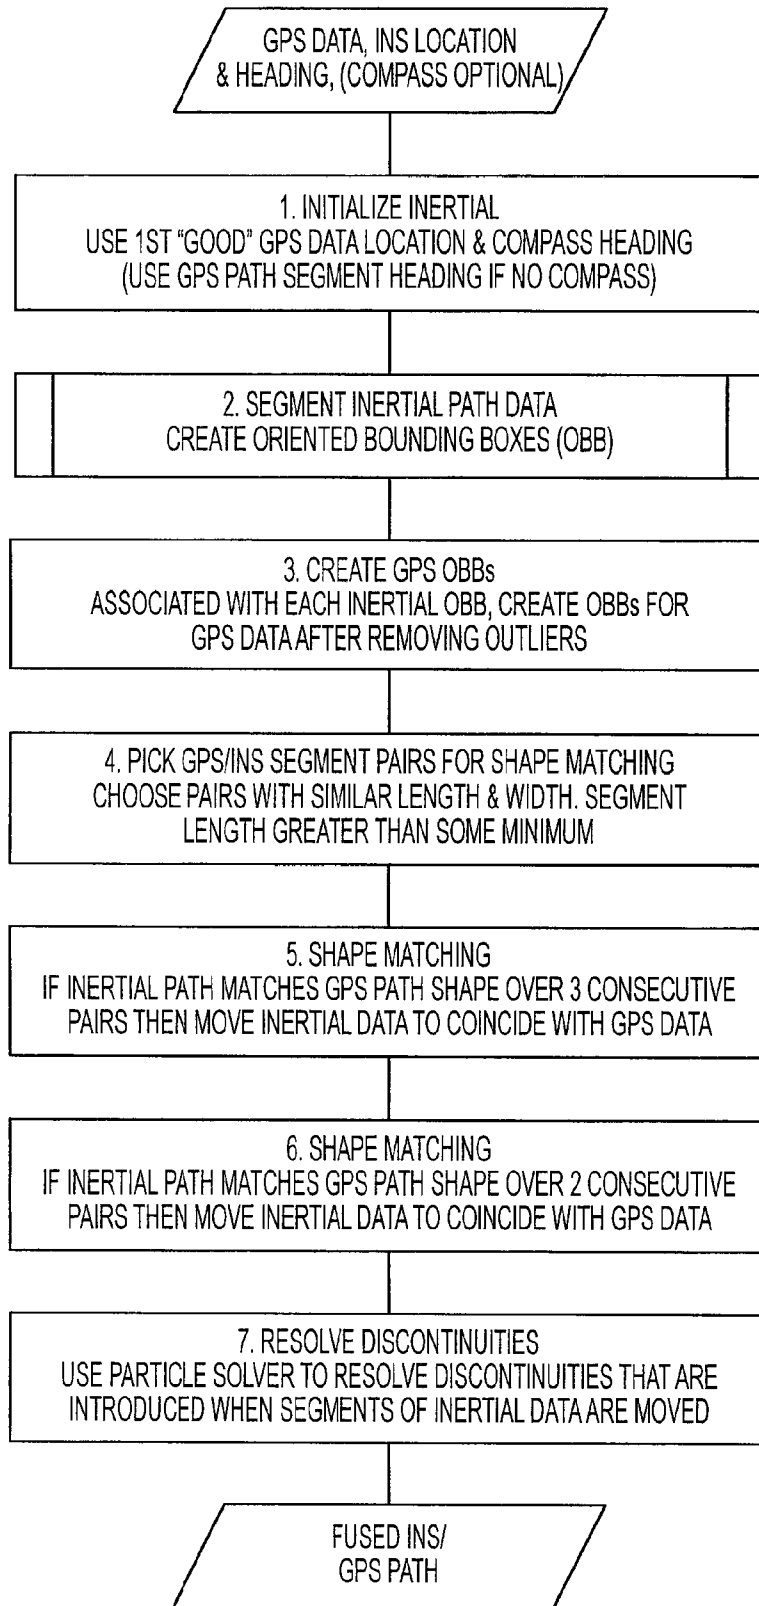 GPS DATA, INS LOCATION
& HEADING, (COMPASS OPTIONAL)
1. INITIALIZE INERTIAL
USE 1ST "GOOD" GPS DATA LOCATION & COMPASS HEADING
(USE GPS PATH SEGMENT HEADING IF NO COMPASS)
2. SEGMENT INERTIAL PATH DATA
CREATE ORIENTED BOUNDING BOXES (OBB)
3. CREATE GPS OBBs
ASSOCIATED WITH EACH INERTIAL OBB, CREATE OBBs FOR
GPS DATA AFTER REMOVING OUTLIERS
4. PICK GPS/INS SEGMENT PAIRS FOR SHAPE MATCHING
CHOOSE PAIRS WITH SIMILAR LENGTH & WIDTH. SEGMENT
LENGTH GREATER THAN SOME MINIMUM
5. SHAPE MATCHING
IF INERTIAL PATH MATCHES GPS PATH SHAPE OVER 3 CONSECUTIVE
PAIRS THEN MOVE INERTIAL DATA TO COINCIDE WITH GPS DATA
6. SHAPE MATCHING
IF INERTIAL PATH MATCHES GPS PATH SHAPE OVER 2 CONSECUTIVE
PAIRS THEN MOVE INERTIAL DATA TO COINCIDE WITH GPS DATA
7. RESOLVE DISCONTINUITIES
USE PARTICLE SOLVER TO RESOLVE DISCONTINUITIES THAT ARE
INTRODUCED WHEN SEGMENTS OF INERTIAL DATA ARE MOVED
FUSED INS/
GPS PATH